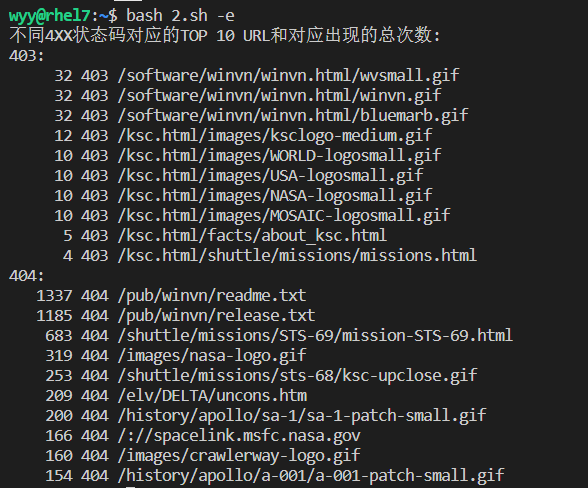 wyy@rhel7:~$ bash 2.sh -e
不同4XX状态码对应的TOP 10 URL和对应出现的总次数:
403:
32 403 /software/winvn/winvn.html/wvsmall.gif
32 403 /software/winvn/winvn.html/winvn.gif
32 403 /software/winvn/winvn.html/bluemarb.gif
12 403 /ksc.html/images/ksclogo-medium.gif
10 403 /ksc.html/images/WORLD-logosmall.gif
10 403 /ksc.html/images/USA-logosmall.gif
10 403 /ksc.html/images/NASA-logosmall.gif
10 403 /ksc.html/images/MOSAIC-logosmall.gif
5 403 /ksc.html/facts/about_ksc.html
4 403 /ksc.html/shuttle/missions/missions.html
404:
1337 404 /pub/winvn/readme.txt
1185 404 /pub/winvn/release.txt
683 404 /shuttle/missions/STS-69/mission-STS-69.html
319 404 /images/nasa-logo.gif
253 404 /shuttle/missions/sts-68/ksc-upclose.gif
209 404 /elv/DELTA/uncons.htm
200 404 /history/apollo/sa-1/sa-1-patch-small.gif
166 404 /://spacelink.msfc.nasa.gov
160 404 /images/crawlerway-logo.gif
154 404 /history/apollo/a-001/a-001-patch-small.gif